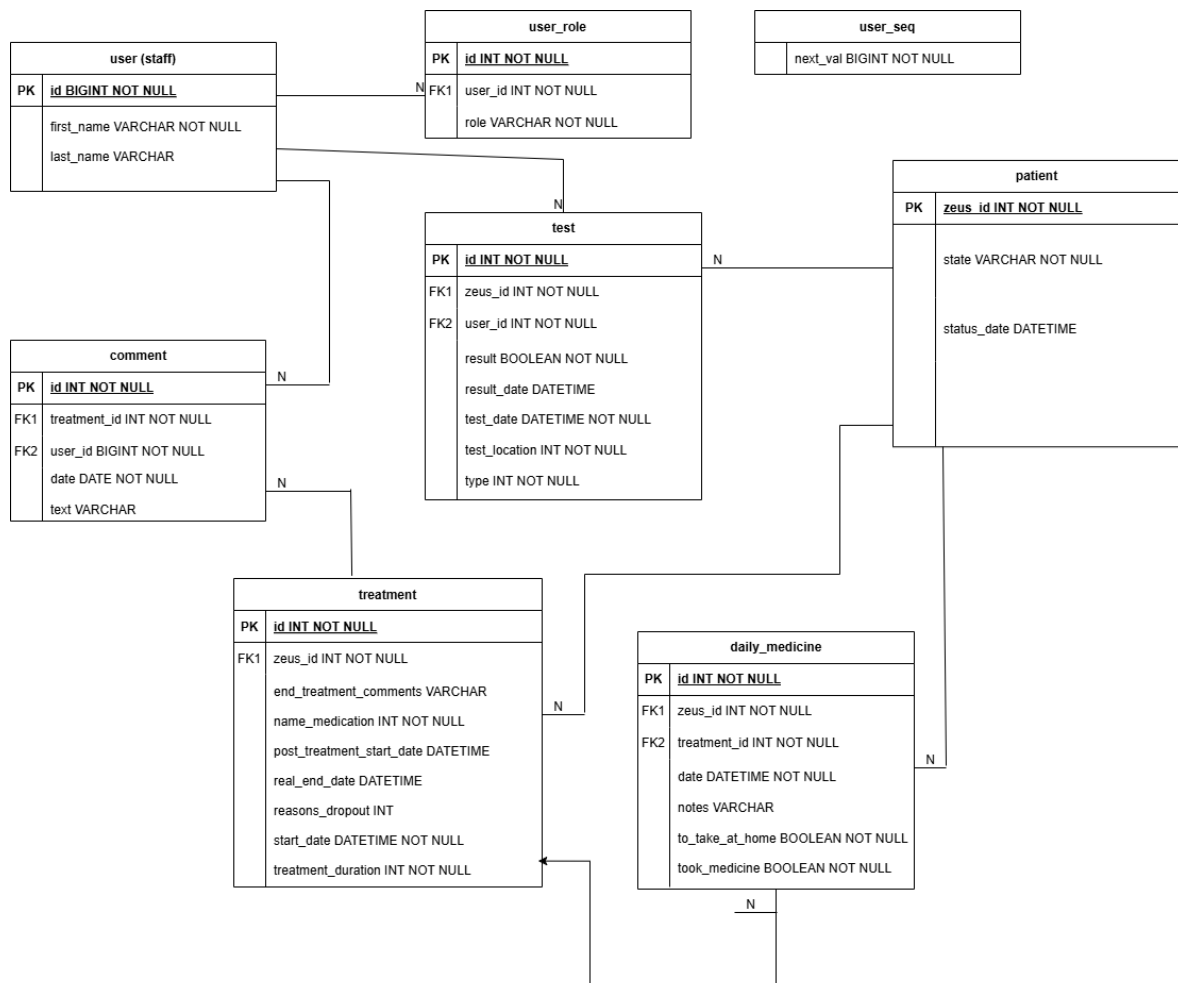 user (staff)
PK id BIGINT NOT NULL
first_name VARCHAR NOT NULL
last_name VARCHAR
user_role
PK id INT NOT NULL
FK1 user_id INT NOT NULL
role VARCHAR NOT NULL
user_seq
next_val BIGINT NOT NULL
N
N
test
PK id INT NOT NULL
FK1 zeus_id INT NOT NULL
FK2 user_id INT NOT NULL
result BOOLEAN NOT NULL
result_date DATETIME
test_date DATETIME NOT NULL
test_location INT NOT NULL
type INT NOT NULL
N
patient
PK zeus_id INT NOT NULL
state VARCHAR NOT NULL
status_date DATETIME
comment
PK id INT NOT NULL
FK1 treatment_id INT NOT NULL
FK2 user_id BIGINT NOT NULL
date DATE NOT NULL
text VARCHAR
N
N
treatment
PK id INT NOT NULL
FK1 zeus_id INT NOT NULL
end_treatment_comments VARCHAR
name_medication INT NOT NULL
post_treatment_start_date DATETIME
real_end_date DATETIME
reasons_dropout INT
start_date DATETIME NOT NULL
treatment_duration INT NOT NULL
N
daily_medicine
PK id INT NOT NULL
FK1 zeus_id INT NOT NULL
FK2 treatment_id INT NOT NULL
date DATETIME NOT NULL
notes VARCHAR
to_take_at_home BOOLEAN NOT NULL
took_medicine BOOLEAN NOT NULL
N
N